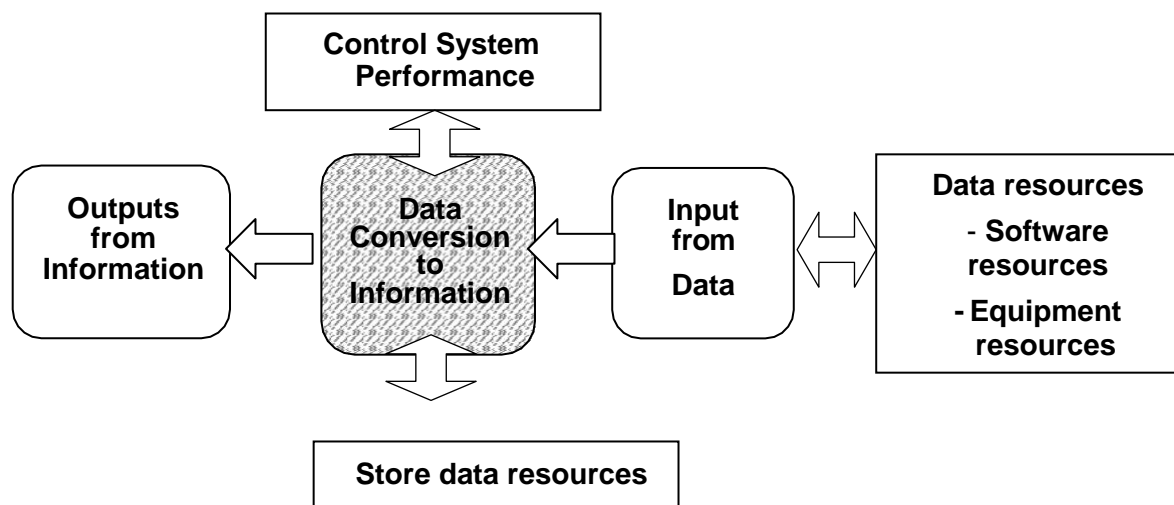 Control System
Performance
Outputs
from
Information
Data
Conversion
to
Information
Input
from
Data
Data resources
- Software
resources
- Equipment
resources
Store data resources